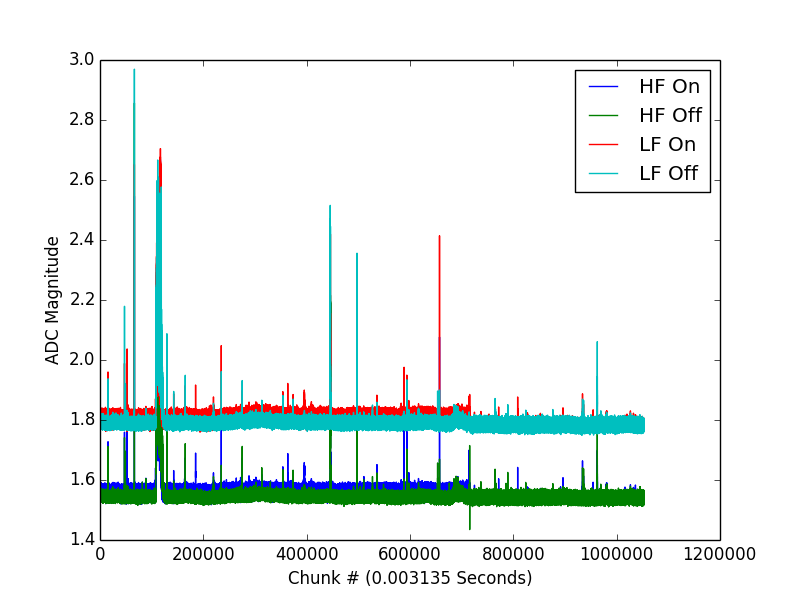 3.0
2.8
2.6
2.4
2.2
2.0
1.8
1.6
1.4
ADC Magnitude
HF On
HF Off
LF On
LF Off
0 200000 400000 600000 800000 1000000 1200000
Chunk # (0.003135 Seconds)